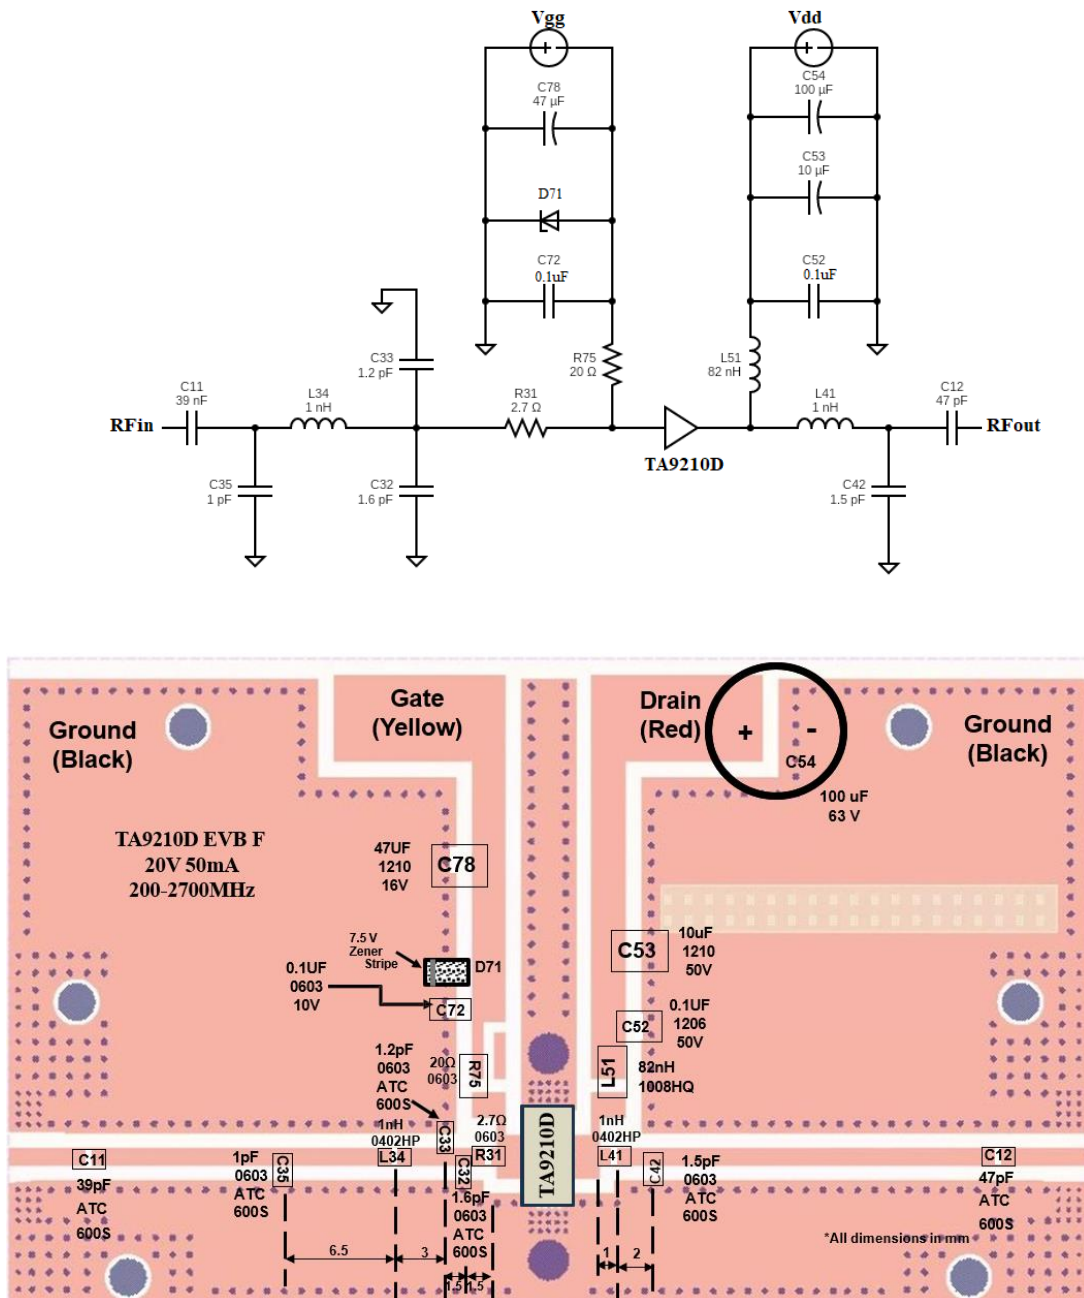 Vgg
Vdd
C78
47 µF
C54
100 µF
C53
10 µF
D71
C72
0.1uF
C52
0.1uF
C33
1.2 pF
R75
20 Ω
L51
82 nH
C11
39 nF
L34
1 nH
R31
2.7 Ω
L41
1 nH
C12
47 pF
RFin
RFout
TA9210D
C35
1 pF
C32
1.6 pF
C42
1.5 pF
Ground
(Black)
Gate
(Yellow)
Drain
(Red)
+ -
C54
Ground
(Black)
100 uF
63 V
TA9210D EVB F
20V 50mA
200-2700MHz
47UF
1210
16V
C78
7.5 V
Zener
Stripe
D71
C53
10uF
1210
50V
0.1UF
0603
10V
C72
C52
0.1UF
1206
50V
1.2pF
0603
ATC
600S
20Ω
0603
R75
L51
82nH
1008HQ
1nH
0402HP
L34
C33
2.7Ω
0603
R31
TA9210D
1nH
0402HP
L41
C11
39pF
ATC
600S
1pF
0603
ATC
600S
C35
C32
1.6pF
0603
ATC
600S
C42
1.5pF
0603
ATC
600S
C12
47pF
ATC
600S
*All dimensions in mm
6.5
3
1.5
1.5
1
2